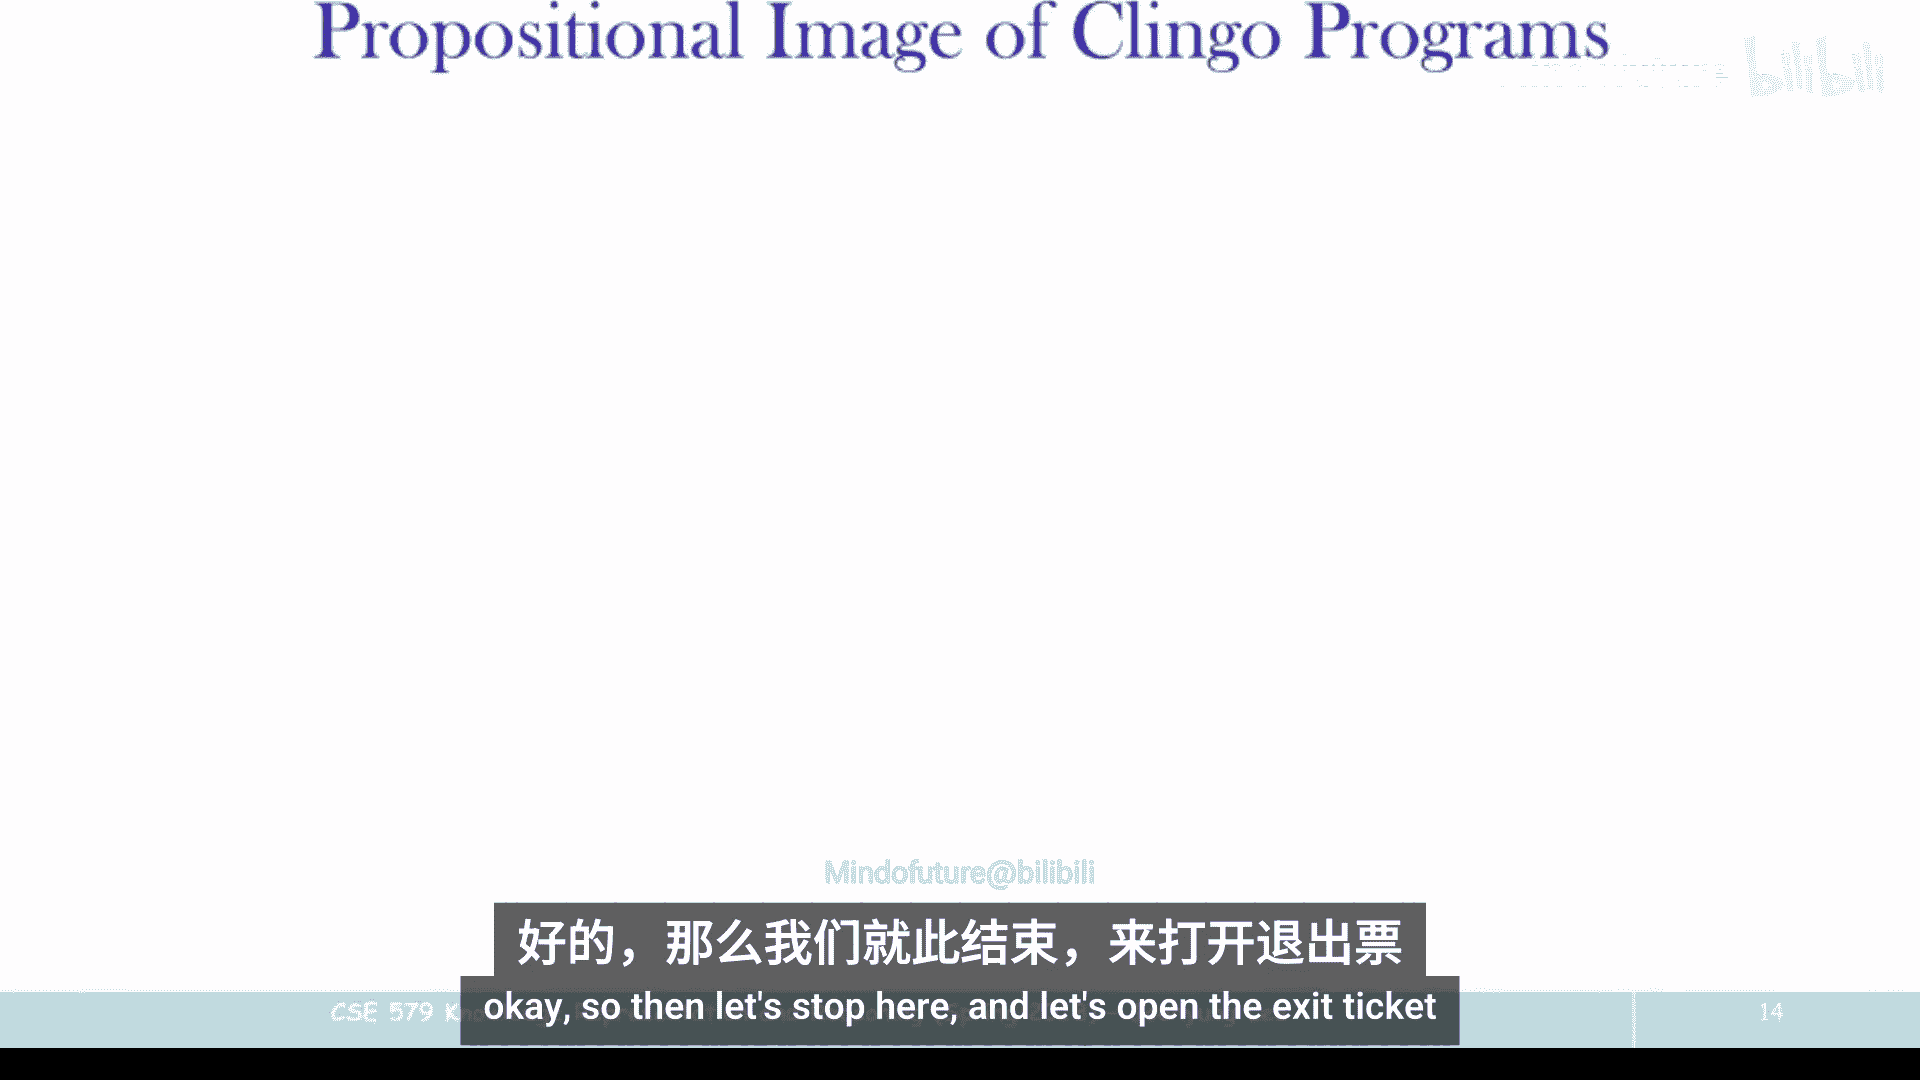 Propositional Image of Clingo Programs
bilibili
Mindofuture@bilibili
好的，那么我们就此结束，来打开退出票
okay, so then let's stop here, and let's open the exit ticket
CSE 579
14